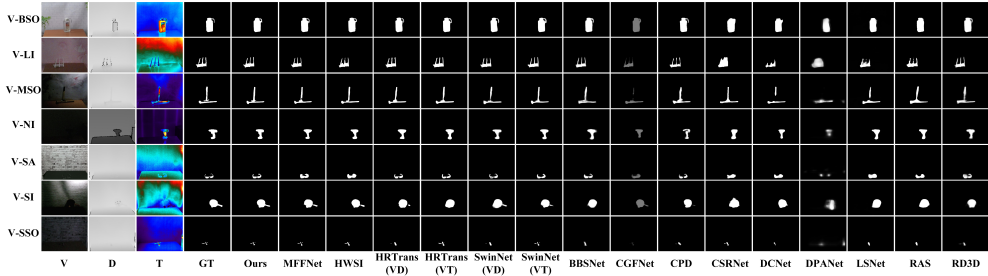 V-BSO
V-LI
V-MSO
V-NI
V-SA
V-SI
V-SSO
V D T GT Ours MFFNet HWSI HRTrans (VD) HRTrans (VT) SwinNet (VD) SwinNet (VT) BBSNet CGFNet CPD CSRNet DCNet DPANet LSNet RAS RD3D